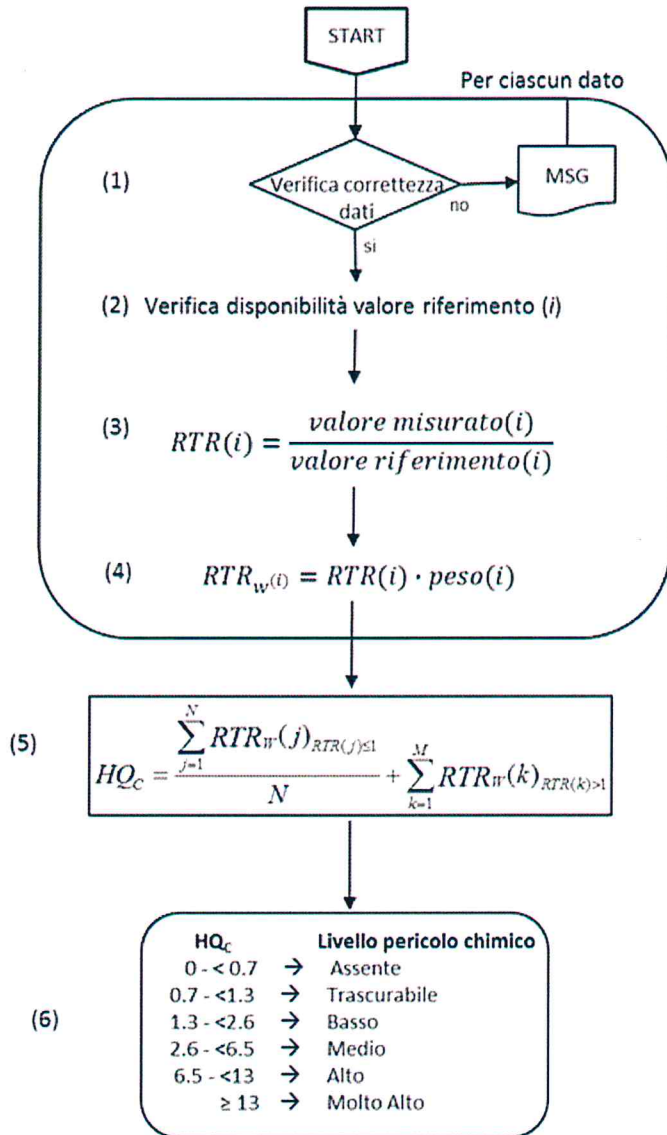 START
Per ciascun dato
(1) Verifica correttezza
dati
MSG
no
si
(2) Verifica disponibilità valore riferimento (i)
(3) RTR(i) = valore misurato(i) / valore riferimento(i)
(4) RTR_w(i) = RTR(i) · peso(i)
(5) HQ_C = ∑_{j=1}^{N} RTR_W(j)_{RTR(j)≤1} / N + ∑_{k=1}^{M} RTR_W(k)_{RTR(k)>1}
HQ_C Livello pericolo chimico
0 - < 0.7 → Assente
0.7 - <1.3 → Trascurabile
(6) 1.3 - <2.6 → Basso
2.6 - <6.5 → Medio
6.5 - <13 → Alto
≥ 13 → Molto Alto